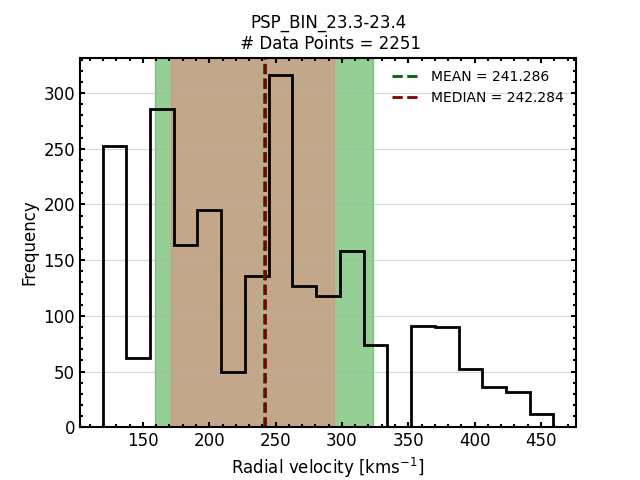 PSP_BIN_23.3-23.4
# Data Points = 2251
MEAN = 241.286
MEDIAN = 242.284
Frequency
300
250
200
150
100
50
0
150 200 250 300 350 400 450
Radial velocity [kms⁻¹]